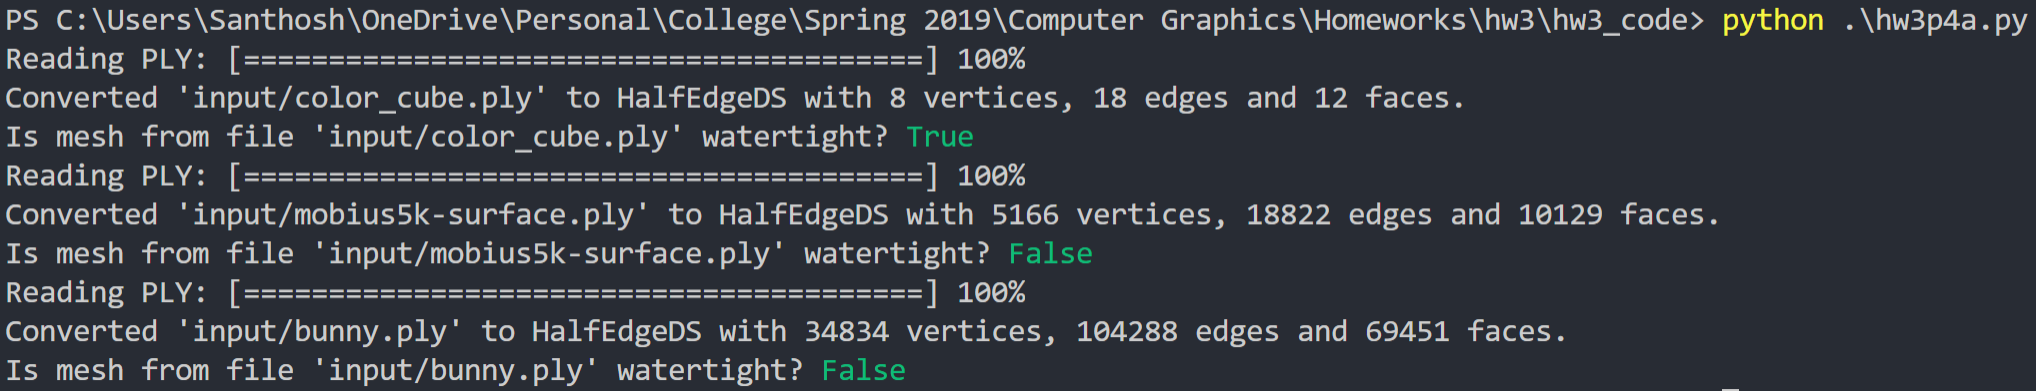 PS C:\Users\Santhosh\OneDrive\Personal\College\Spring 2019\Computer Graphics\Homeworks\hw3\hw3_code> python .\hw3p4a.py
Reading PLY: [========================================] 100%
Converted 'input/color_cube.ply' to HalfEdgeDS with 8 vertices, 18 edges and 12 faces.
Is mesh from file 'input/color_cube.ply' watertight? True
Reading PLY: [========================================] 100%
Converted 'input/mobius5k-surface.ply' to HalfEdgeDS with 5166 vertices, 18822 edges and 10129 faces.
Is mesh from file 'input/mobius5k-surface.ply' watertight? False
Reading PLY: [========================================] 100%
Converted 'input/bunny.ply' to HalfEdgeDS with 34834 vertices, 104288 edges and 69451 faces.
Is mesh from file 'input/bunny.ply' watertight? False